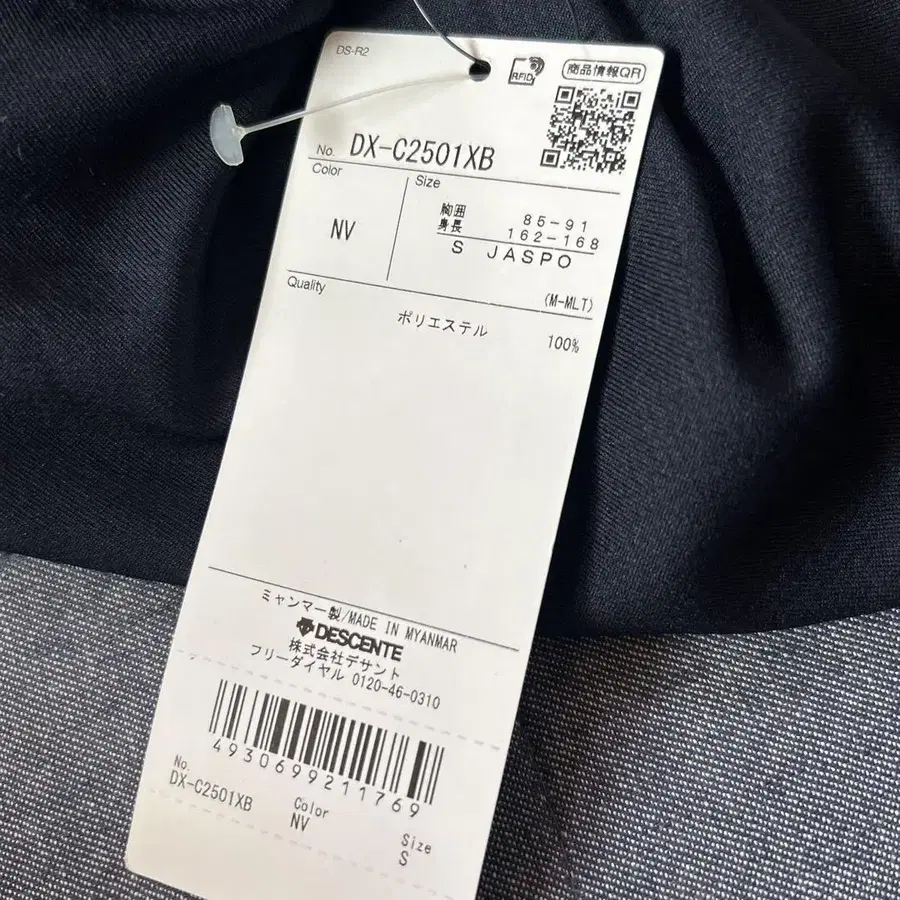 DS-R2
RFID
商品情報QR
No. DX-C2501XB
Color
Size
NV
胸囲 85-91
身長 162-168
S JASPO
Quality
(M-MLT)
ポリエステル 100%
ミャンマー製/MADE IN MYANMAR
DESCENTE
株式会社デサント
フリーダイヤル 0120-46-0310
4930699211769
No.
DX-C2501XB
Color
NV
Size
S